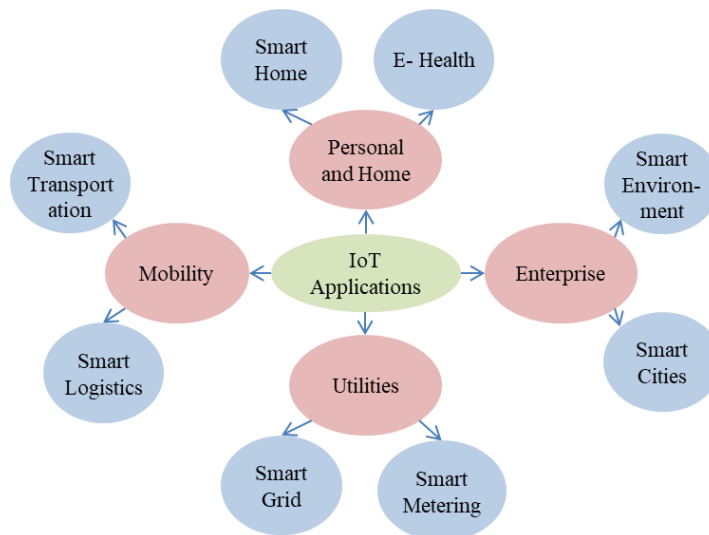 Smart
Home
E- Health
Personal
and Home
Smart
Transport
ation
Smart
Environ-
ment
Mobility
IoT
Applications
Enterprise
Smart
Logistics
Utilities
Smart
Cities
Smart
Grid
Smart
Metering